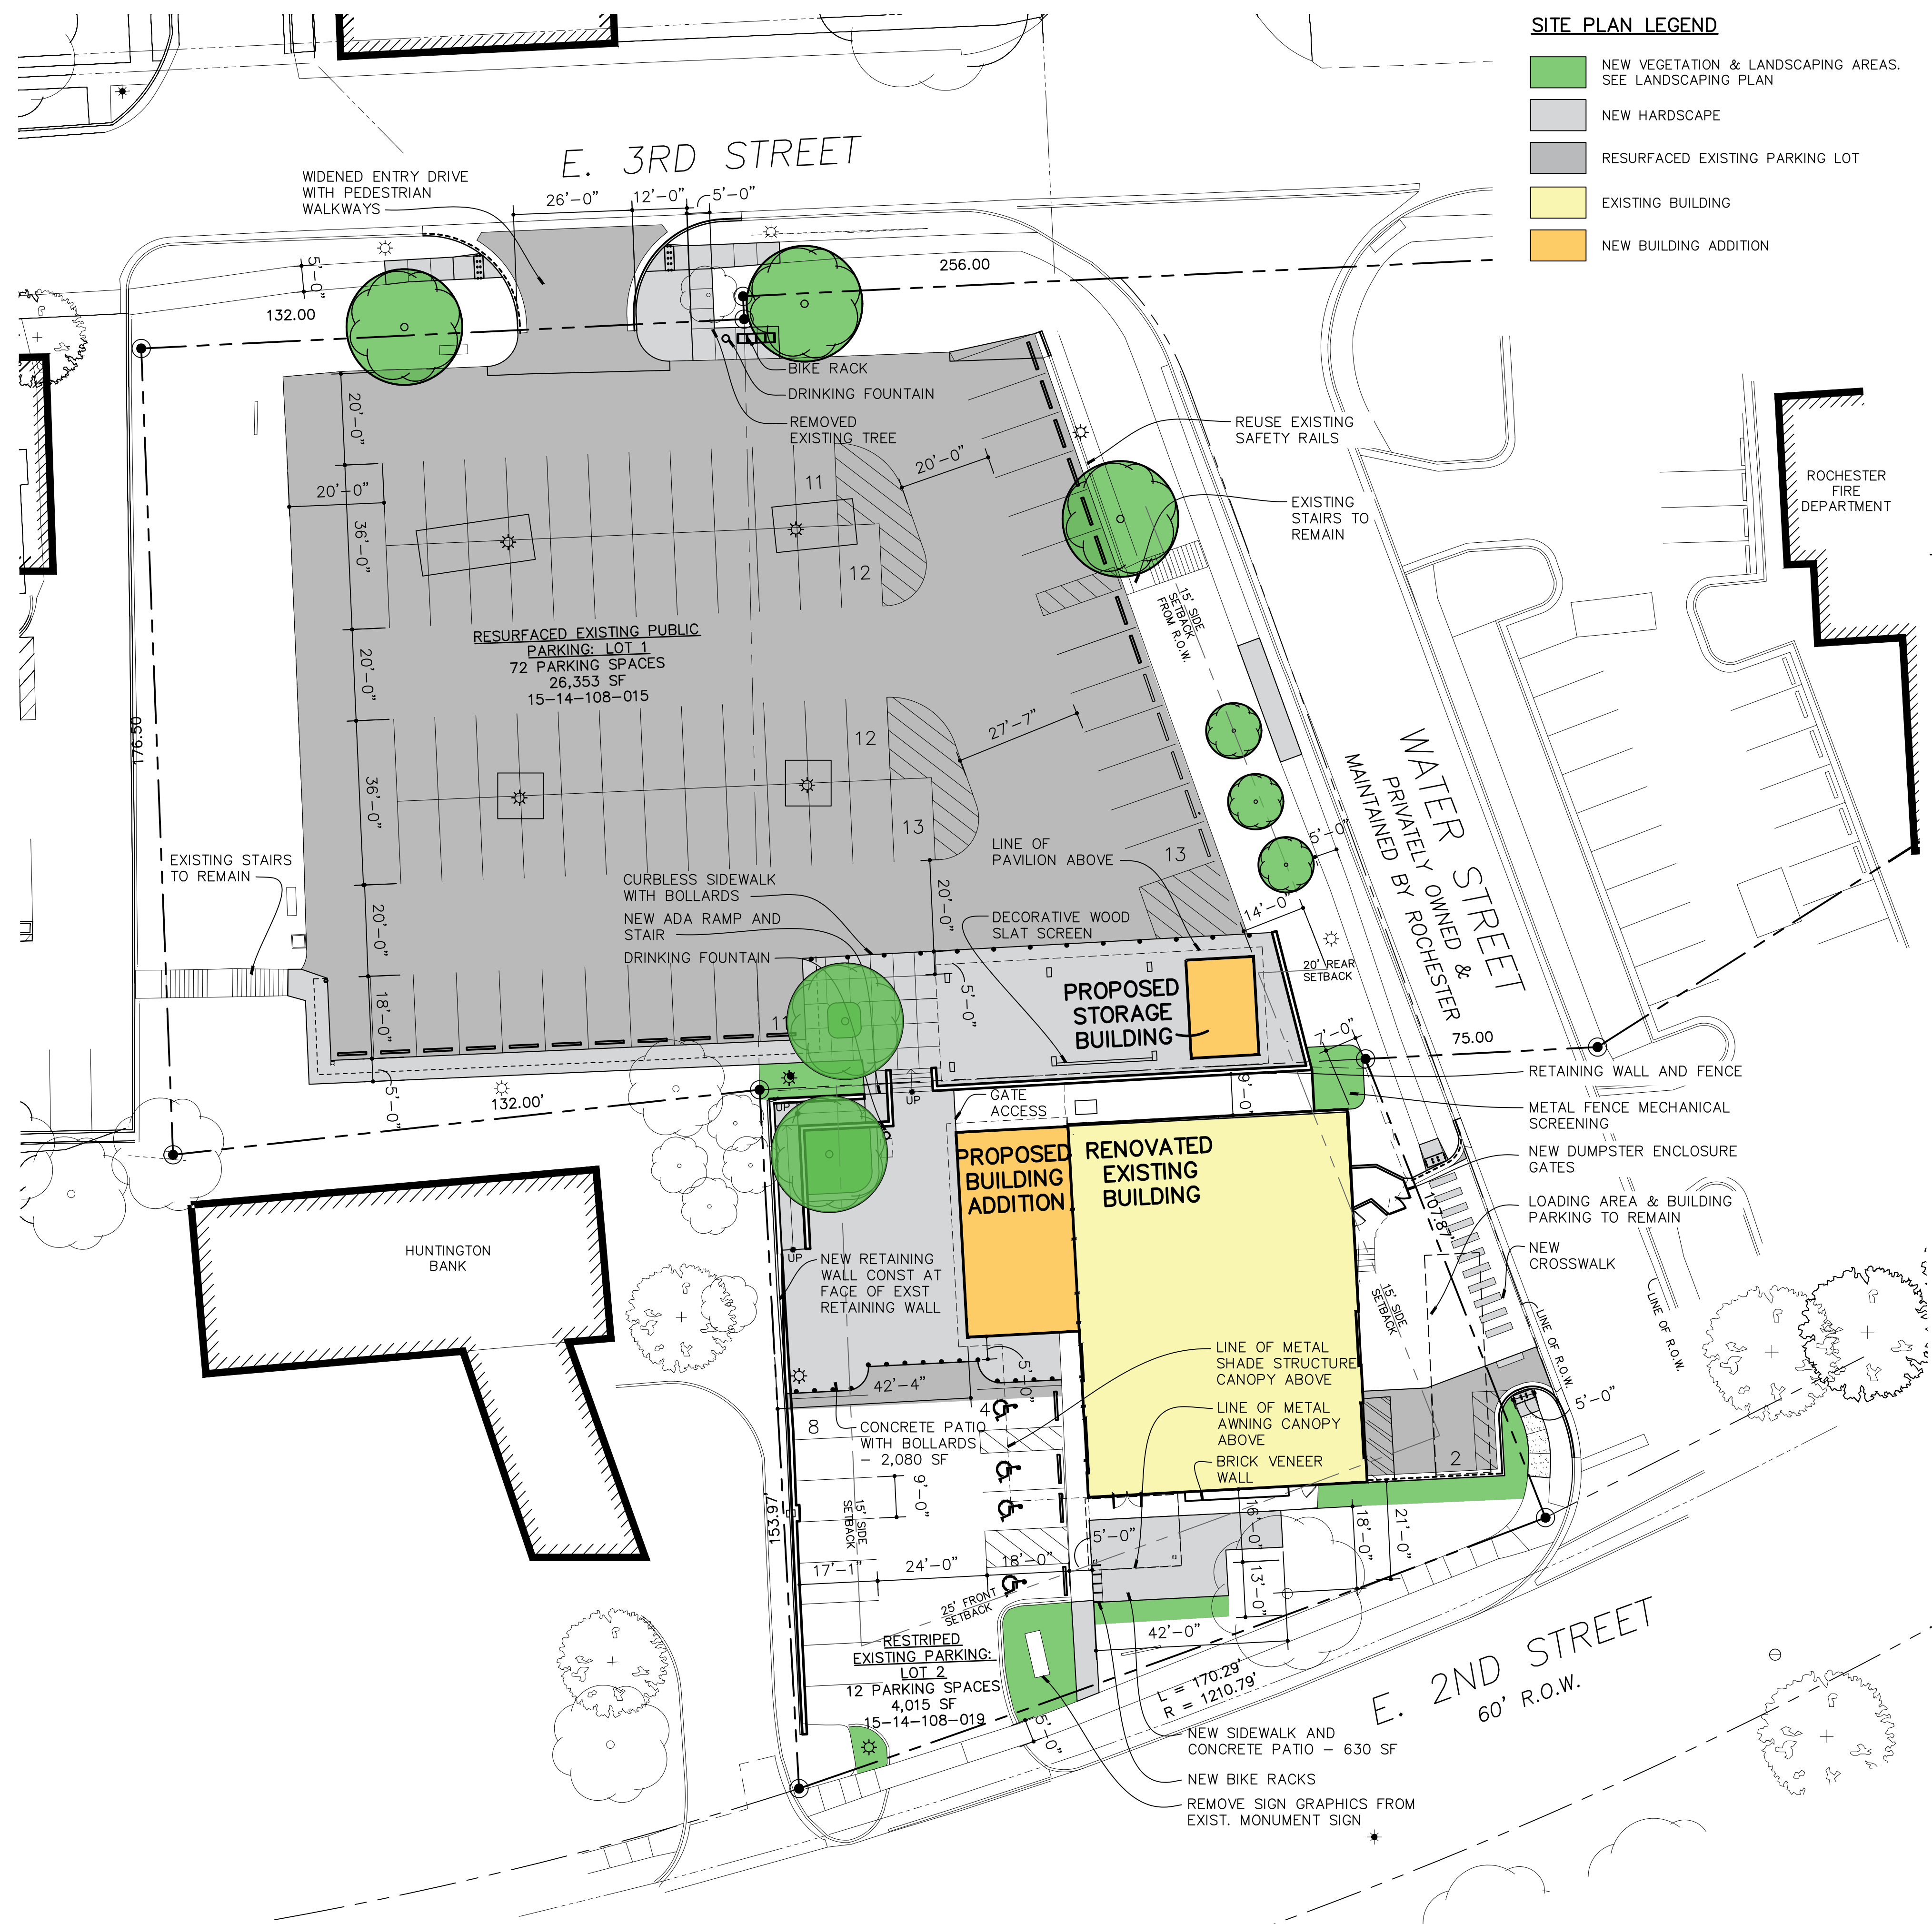 SITE PLAN LEGEND
NEW VEGETATION & LANDSCAPING AREAS.
SEE LANDSCAPING PLAN
NEW HARDSCAPE
RESURFACED EXISTING PARKING LOT
EXISTING BUILDING
NEW BUILDING ADDITION
E. 3RD STREET
WIDENED ENTRY DRIVE
WITH PEDESTRIAN
WALKWAYS
26'-0"
12'-0"
5'-0"
5'-0"
132.00
256.00
BIKE RACK
DRINKING FOUNTAIN
REMOVED
EXISTING TREE
20'-0"
20'-0"
36'-0"
11
20'-0"
12
REUSE EXISTING
SAFETY RAILS
EXISTING
STAIRS TO
REMAIN
ROCHESTER
FIRE
DEPARTMENT
15' SIDE
SETBACK
FROM R.O.W.
RESURFACED EXISTING PUBLIC
PARKING: LOT 1
72 PARKING SPACES
26,353 SF
15-14-108-015
20'-0"
176.50
12
27'-7"
36'-0"
13
13
WATER STREET
PRIVATELY OWNED &
MAINTAINED BY ROCHESTER
5'-0"
EXISTING STAIRS
TO REMAIN
LINE OF
PAVILION ABOVE
CURBLESS SIDEWALK
WITH BOLLARDS
NEW ADA RAMP AND
STAIR
DRINKING FOUNTAIN
20'-0"
20'-0"
DECORATIVE WOOD
SLAT SCREEN
14'-0"
20' REAR
SETBACK
5'-0"
PROPOSED
STORAGE
BUILDING
18'-0"
11
7'-0"
75.00
RETAINING WALL AND FENCE
5'-0"
132.00'
UP
UP
GATE
ACCESS
9'-0"
METAL FENCE MECHANICAL
SCREENING
PROPOSED
BUILDING
ADDITION
RENOVATED
EXISTING
BUILDING
NEW DUMPSTER ENCLOSURE
GATES
107.87'
LOADING AREA & BUILDING
PARKING TO REMAIN
NEW
CROSSWALK
HUNTINGTON
BANK
UP
NEW RETAINING
WALL CONST AT
FACE OF EXST
RETAINING WALL
15' SIDE
SETBACK
LINE OF R.O.W.
LINE OF R.O.W.
LINE OF METAL
SHADE STRUCTURE
CANOPY ABOVE
5'-0"
42'-4"
5'-0"
8
4
CONCRETE PATIO
WITH BOLLARDS
- 2,080 SF
LINE OF METAL
AWNING CANOPY
ABOVE
BRICK VENEER
WALL
2
9'-0"
15' SIDE
SETBACK
153.97'
16'-0"
18'-0"
21'-0"
5'-0"
17'-1"
24'-0"
18'-0"
13'-0"
25' FRONT
SETBACK
42'-0"
RESTRIPED
EXISTING PARKING:
LOT 2
12 PARKING SPACES
4,015 SF
15-14-108-019
5'-0"
L = 170.29'
R = 1210.79'
E. 2ND STREET
60' R.O.W.
NEW SIDEWALK AND
CONCRETE PATIO - 630 SF
NEW BIKE RACKS
REMOVE SIGN GRAPHICS FROM
EXIST. MONUMENT SIGN